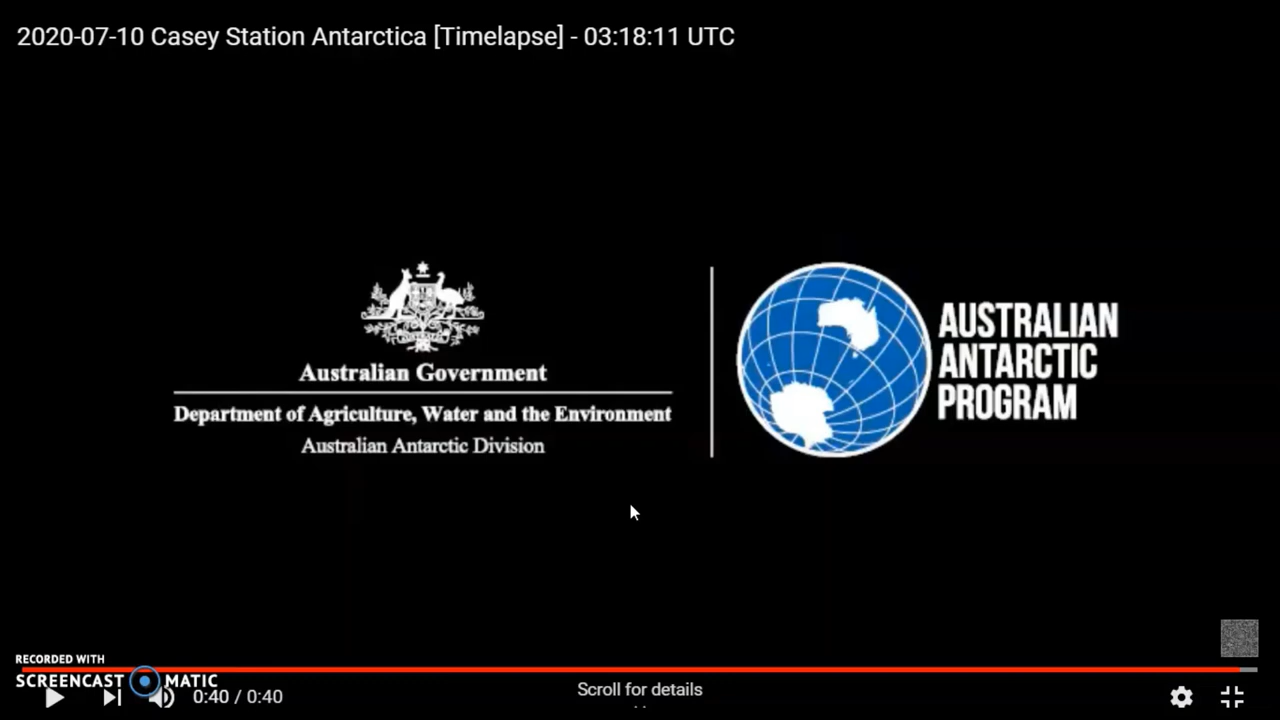 2020-07-10 Casey Station Antarctica [Timelapse] - 03:18:11 UTC
Australian Government
Department of Agriculture, Water and the Environment
Australian Antarctic Division
AUSTRALIAN
ANTARCTIC
PROGRAM
RECORDED WITH
SCREENCAST MATIC
0:40 / 0:40
Scroll for details